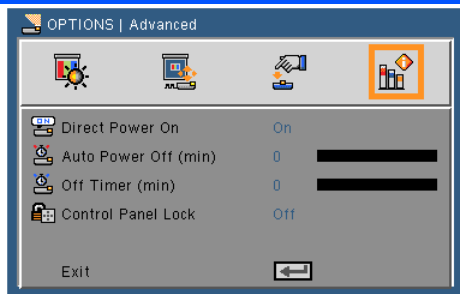 OPTIONS | Advanced
ON Direct Power On On
Auto Power Off (min) 0
Off Timer (min) 0
Control Panel Lock Off
Exit